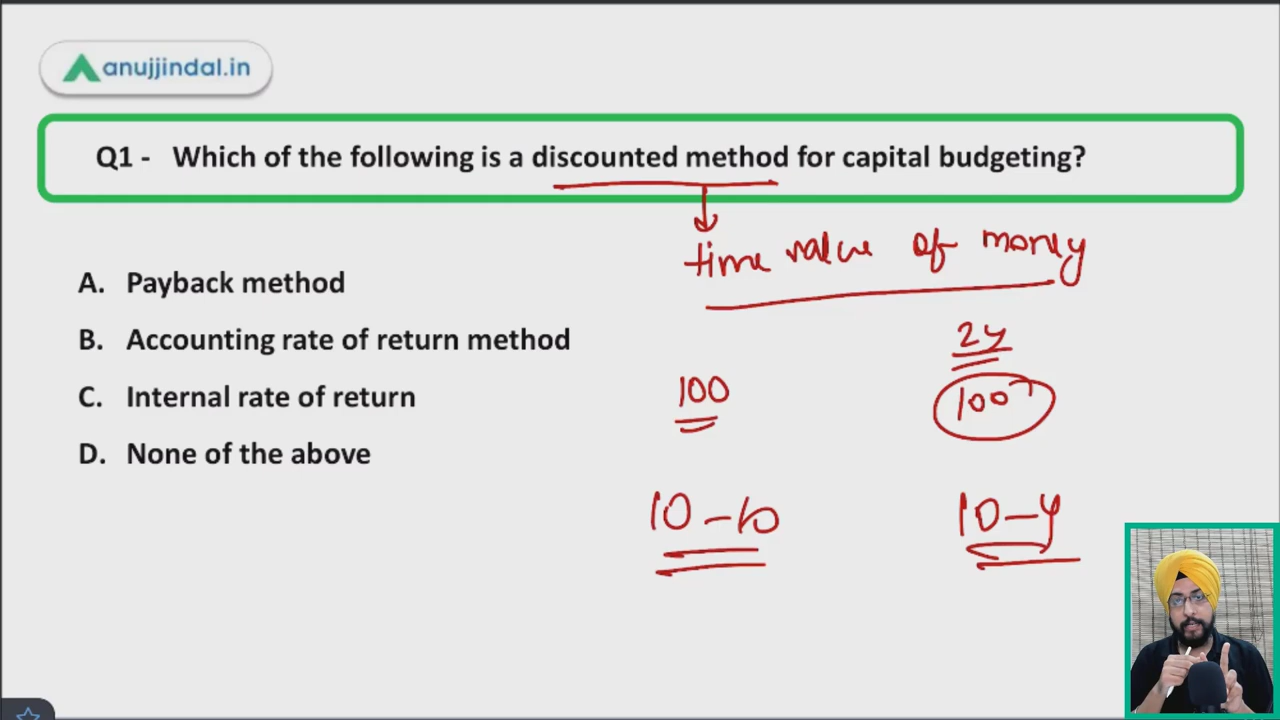 anujjindal.in
Q1 - Which of the following is a discounted method for capital budgeting?
time value of money
A. Payback method
B. Accounting rate of return method
C. Internal rate of return
D. None of the above
2y
100
100
10-10
10-y